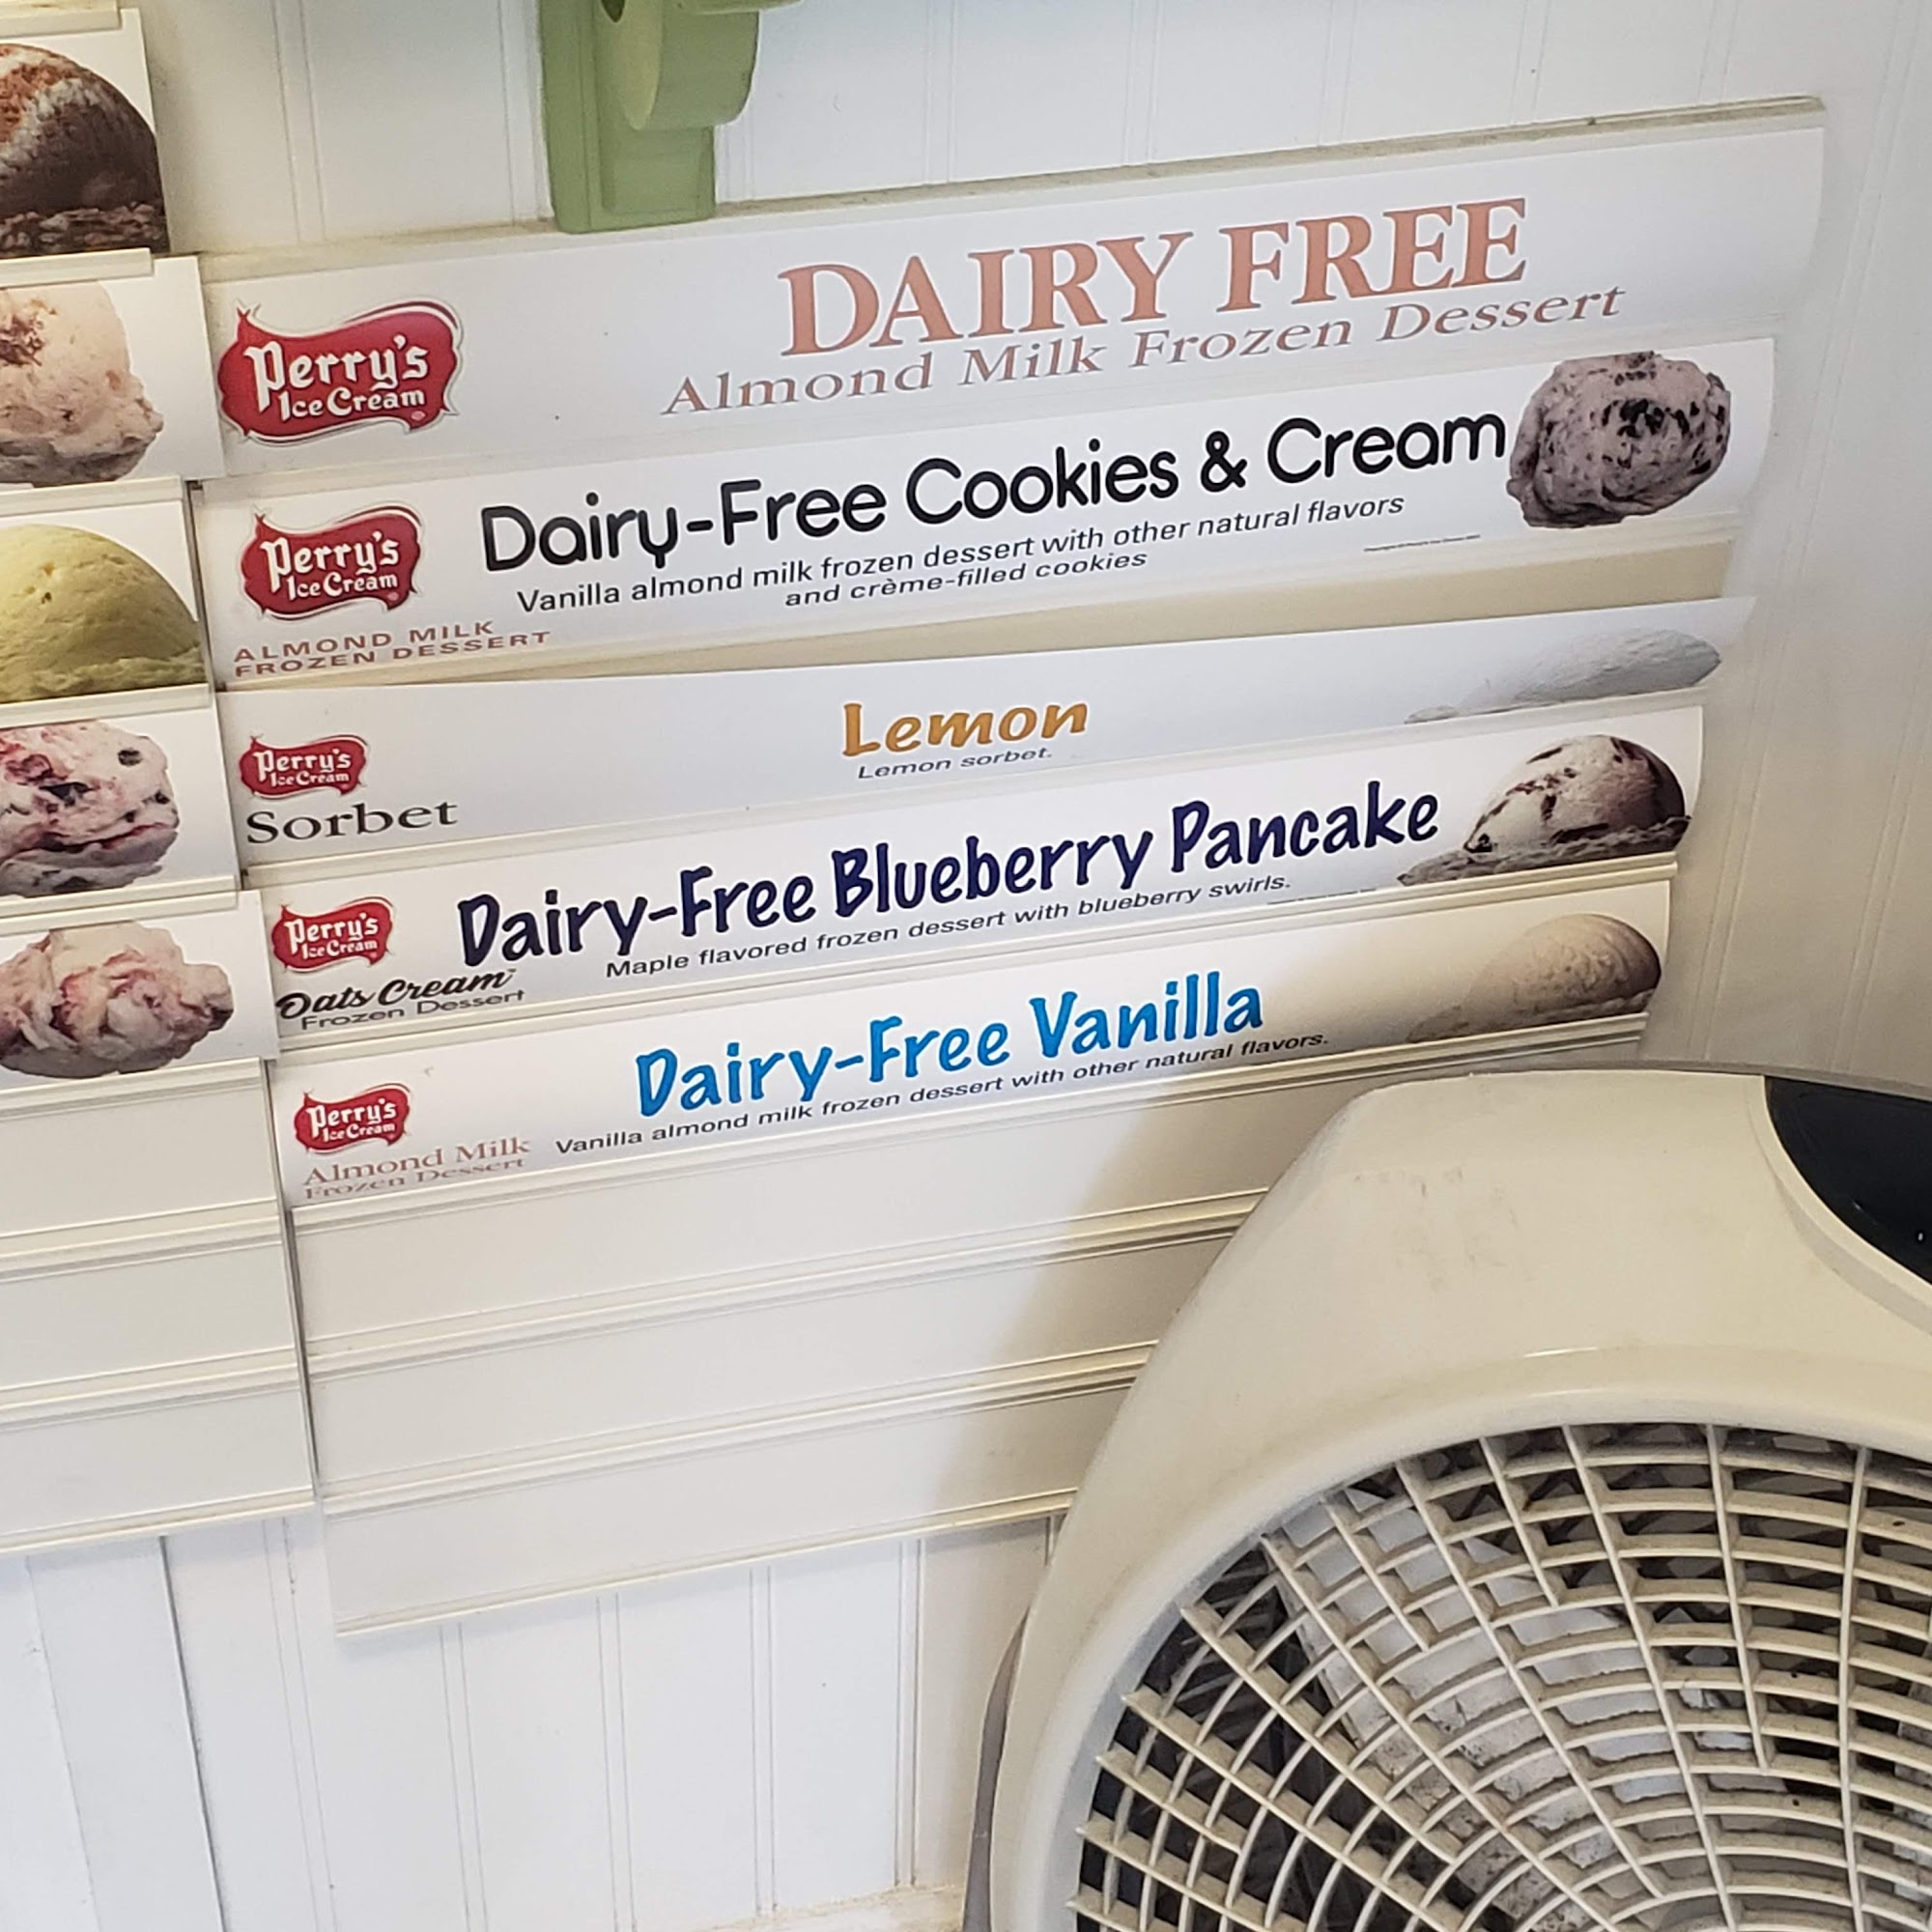 DAIRY FREE
Almond Milk Frozen Dessert
Perry's
Ice Cream
Dairy-Free Cookies & Cream
Vanilla almond milk frozen dessert with other natural flavors
and crème-filled cookies
Perry's
Ice Cream
ALMOND MILK
FROZEN DESSERT
Lemon
Lemon sorbet.
Perry's
Ice Cream
Sorbet
Dairy-Free Blueberry Pancake
Maple flavored frozen dessert with blueberry swirls.
Perry's
Ice Cream
Oats Cream™
Frozen Dessert
Dairy-Free Vanilla
Vanilla almond milk frozen dessert with other natural flavors.
Perry's
Ice Cream
Almond Milk
Frozen Dessert